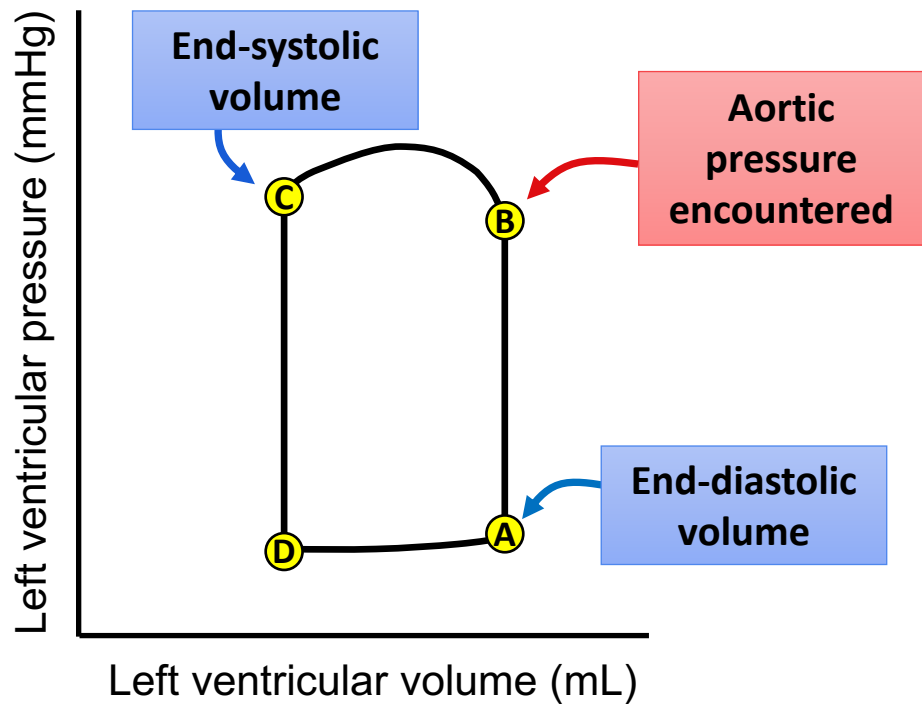 End-systolic
volume
Aortic
pressure
encountered
C
B
End-diastolic
volume
A
D
Left ventricular pressure (mmHg)
Left ventricular volume (mL)